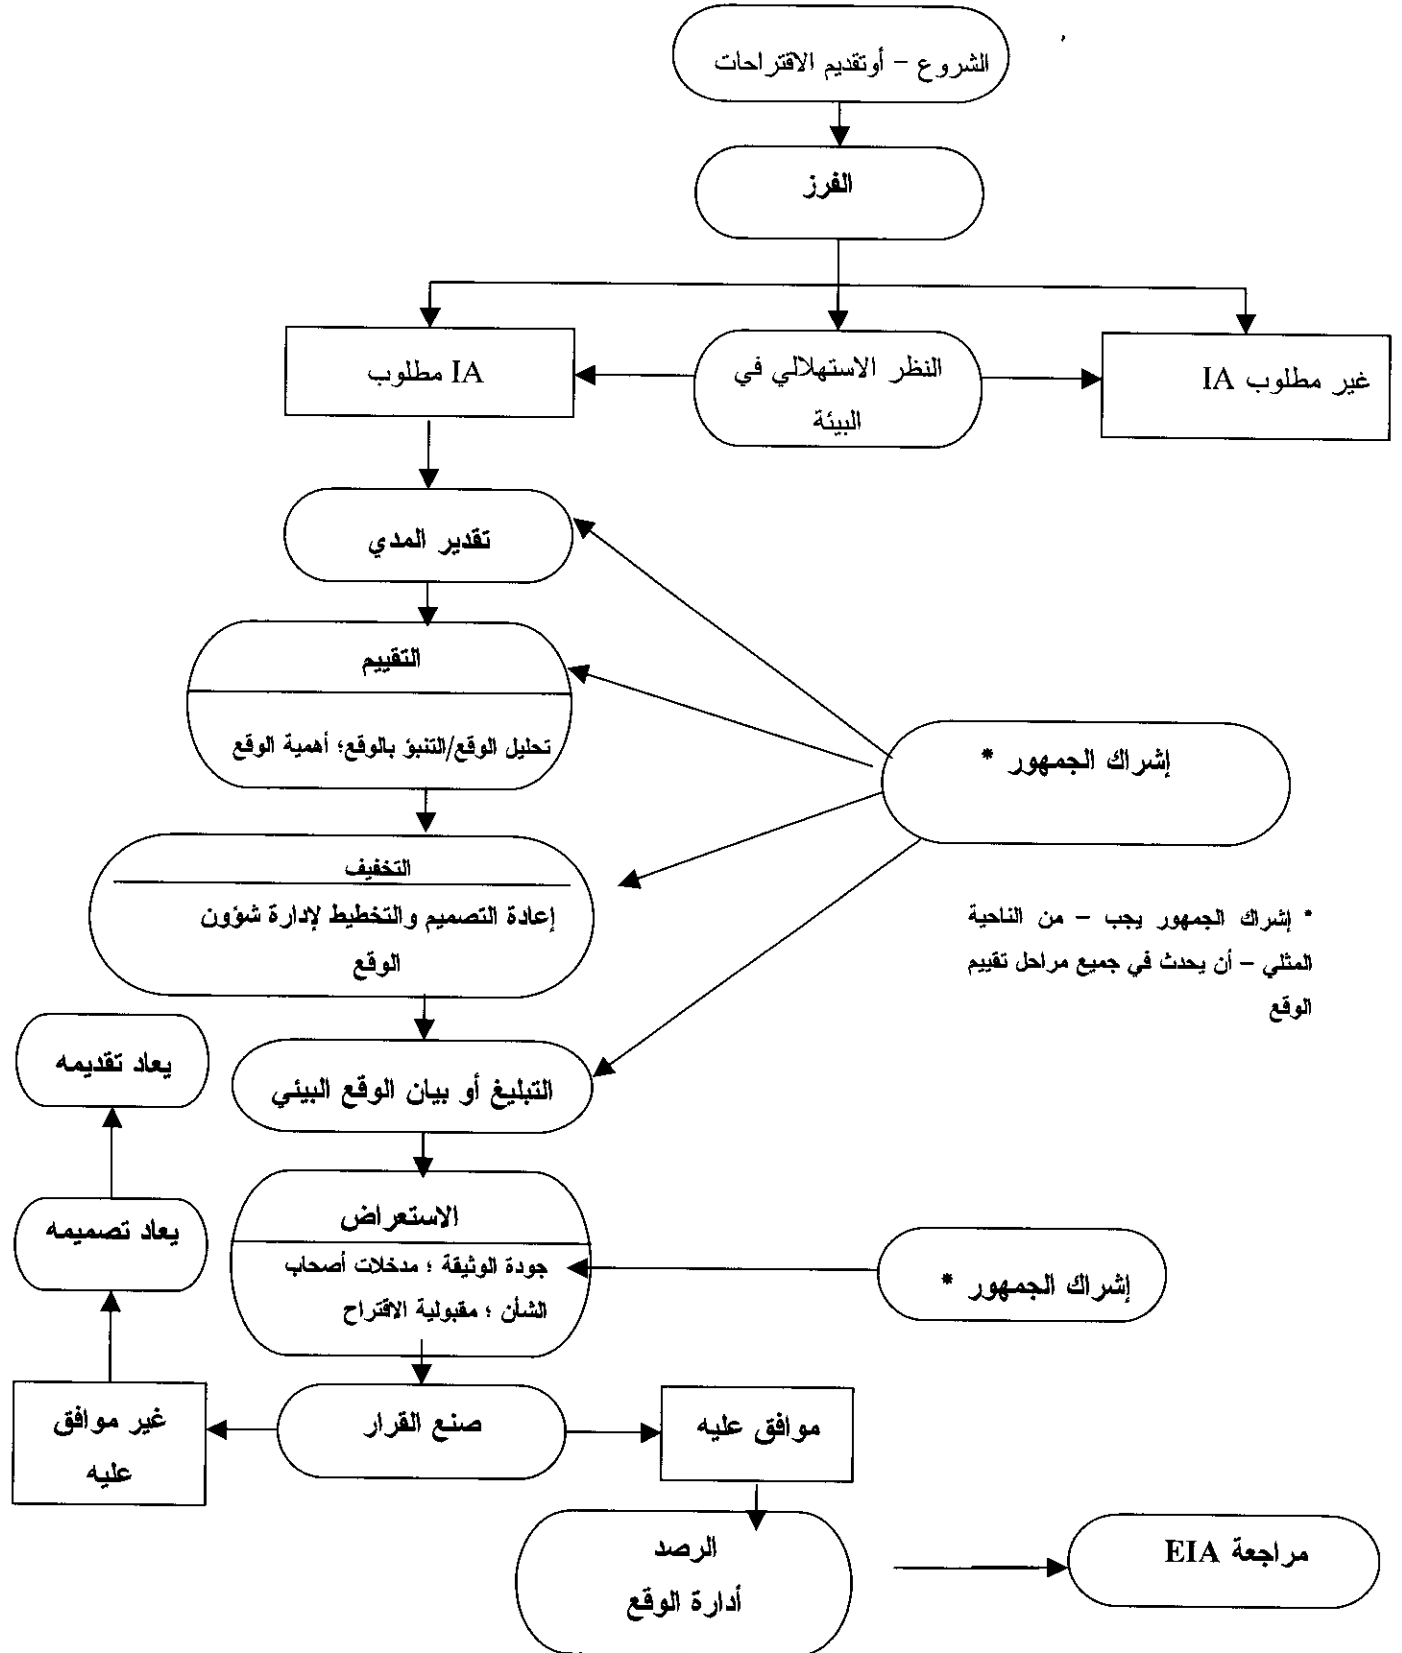 الشروع – أوتقديم الاقتراحات
الفرز
IA مطلوب
النظر الاستهلالي في
البيئة
غير مطلوب IA
تقدير المدي
التقييم
تحليل الوقع/التنبؤ بالوقع؛ أهمية الوقع
إشراك الجمهور *
التخفيف
إعادة التصميم والتخطيط لإدارة شؤون
الوقع
* إشراك الجمهور يجب – من الناحية
المثلي – أن يحدث في جميع مراحل تقييم
الوقع
يعاد تقديمه
التبليغ أو بيان الوقع البيئي
يعاد تصميمه
الاستعراض
جودة الوثيقة ؛ مدخلات أصحاب
الشأن ؛ مقبولية الاقتراح
إشراك الجمهور *
غير موافق
عليه
صنع القرار
موافق عليه
الرصد
أدارة الوقع
مراجعة EIA